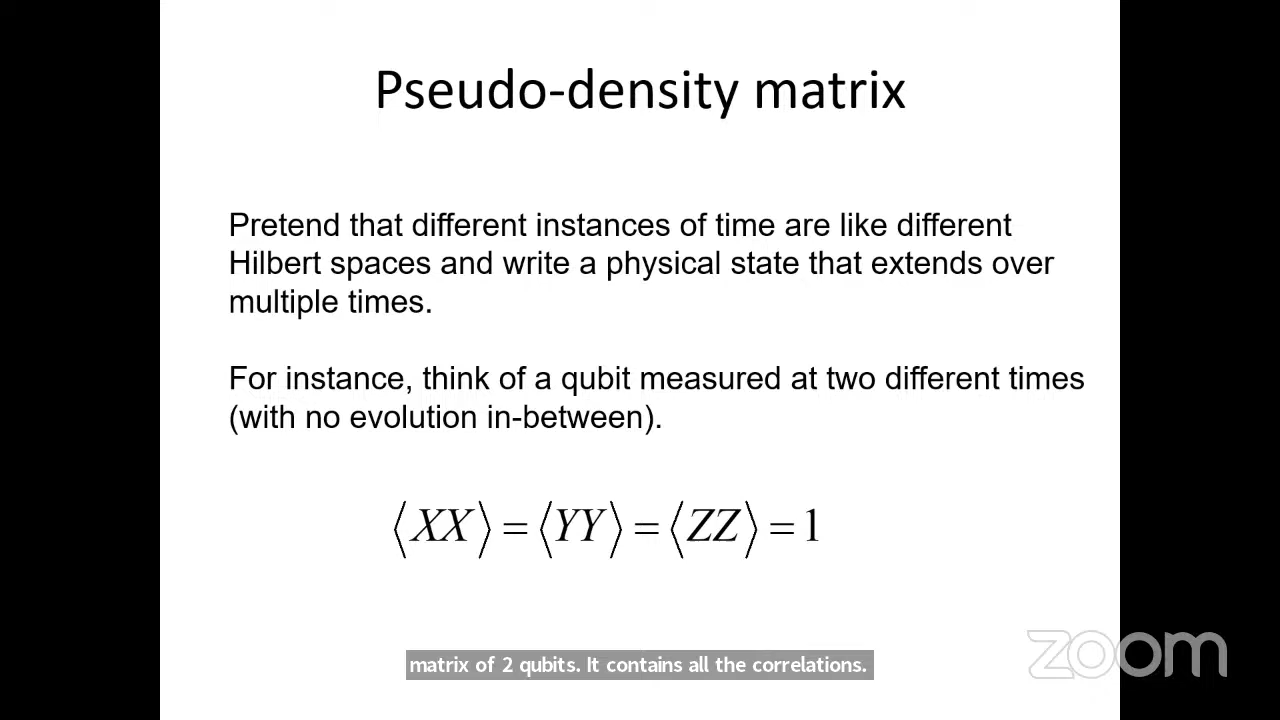 Pseudo-density matrix
Pretend that different instances of time are like different
Hilbert spaces and write a physical state that extends over
multiple times.
For instance, think of a qubit measured at two different times
(with no evolution in-between).
⟨XX⟩ = ⟨YY⟩ = ⟨ZZ⟩ = 1
matrix of 2 qubits. It contains all the correlations.
zoom